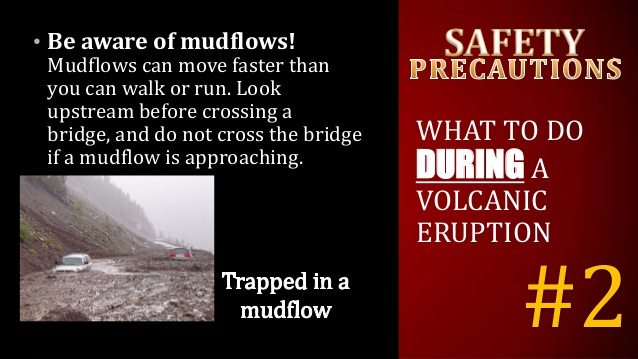 • Be aware of mudflows!
Mudflows can move faster than
you can walk or run. Look
upstream before crossing a
bridge, and do not cross the bridge
if a mudflow is approaching.
Trapped in a
mudflow
SAFETY
PRECAUTIONS
WHAT TO DO
DURING A
VOLCANIC
ERUPTION
#2